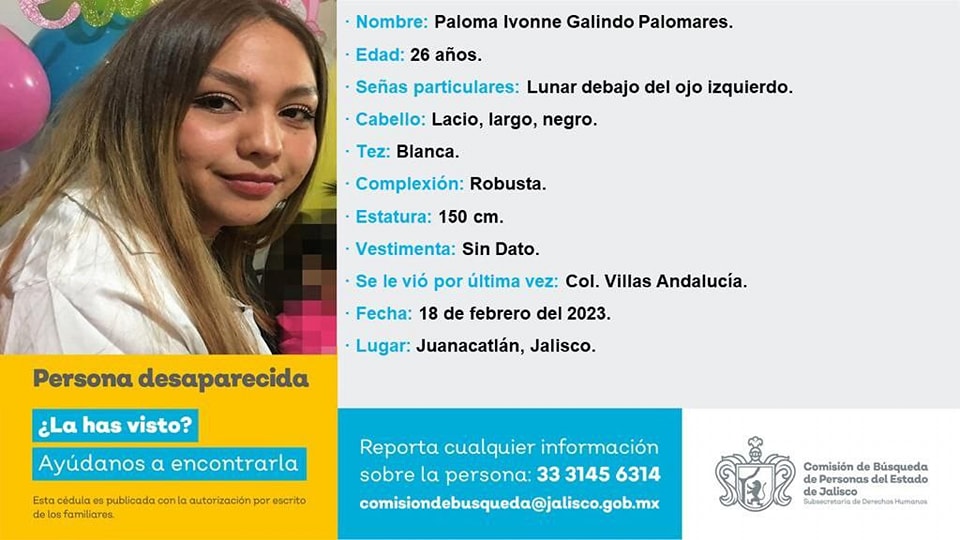 · Nombre: Paloma Ivonne Galindo Palomares.
· Edad: 26 años.
· Señas particulares: Lunar debajo del ojo izquierdo.
· Cabello: Lacio, largo, negro.
· Tez: Blanca.
· Complexión: Robusta.
· Estatura: 150 cm.
· Vestimenta: Sin Dato.
· Se le vió por última vez: Col. Villas Andalucía.
· Fecha: 18 de febrero del 2023.
· Lugar: Juanacatlán, Jalisco.
Persona desaparecida
¿La has visto?
Ayúdanos a encontrarla
Esta cédula es publicada con la autorización por escrito
de los familiares.
Reporta cualquier información
sobre la persona: 33 3145 6314
comisiondebusqueda@jalisco.gob.mx
Comisión de Búsqueda
de Personas del Estado
de Jalisco
Subsecretaría de Derechos Humanos